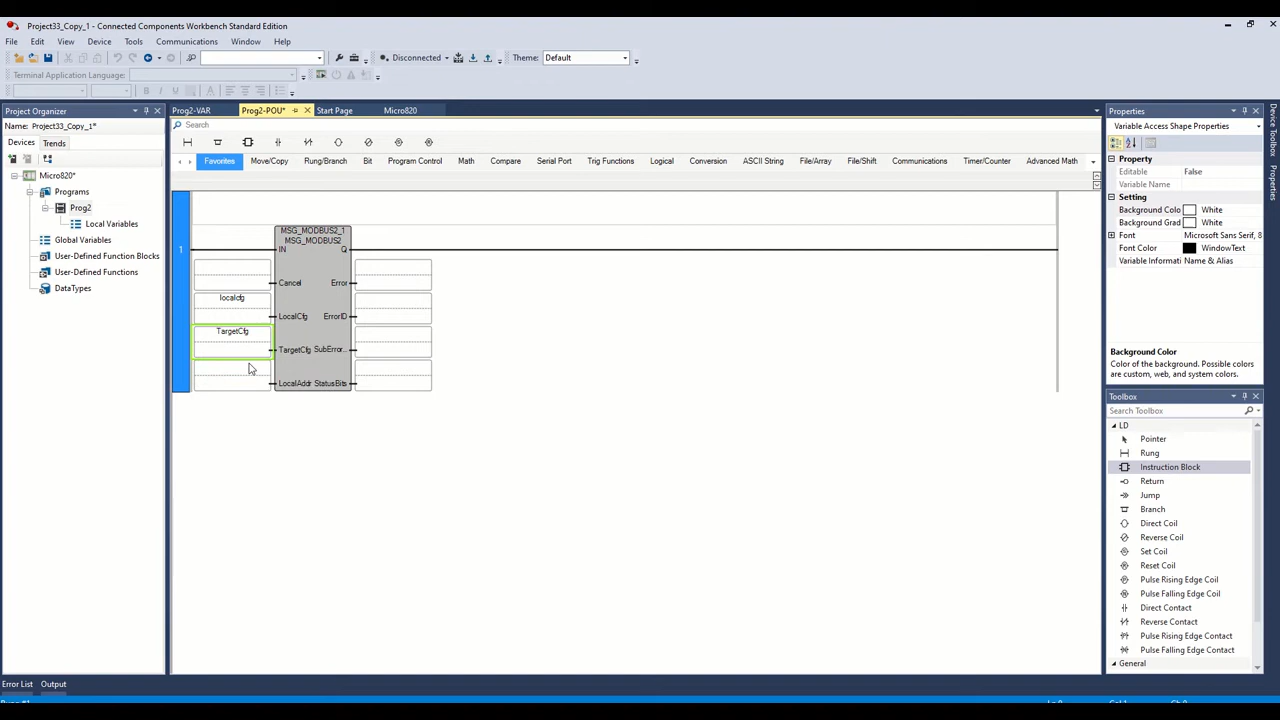 Project33_Copy_1 - Connected Components Workbench Standard Edition
File Edit View Device Tools Communications Window Help
Disconnected Theme: Default
Terminal Application Language:
Project Organizer
Name: Project33_Copy_1*
Devices Trends
Micro820*
Programs
Prog2
Local Variables
Global Variables
User-Defined Function Blocks
User-Defined Functions
DataTypes
Prog2-VAR Prog2-POU* Start Page Micro820
Search
Favorites Move/Copy Rung/Branch Bit Program Control Math Compare Serial Port Trig Functions Logical Conversion ASCII String File/Array File/Shift Communications Timer/Counter Advanced Math
1
MSG_MODBUS2_1
MSG_MODBUS2
IN Q
Cancel Error
localcfg
LocalCfg ErrorID
TargetCfg
TargetCfg SubError...
LocalAddr StatusBits
Properties
Variable Access Shape Properties
Property
Editable False
Variable Name
Setting
Background Colo White
Background Grad White
Font Microsoft Sans Serif, 8
Font Color WindowText
Variable Informati Name & Alias
Background Color
Color of the background. Possible colors
are custom, web, and system colors.
Toolbox
Search Toolbox
LD
Pointer
Rung
Instruction Block
Return
Jump
Branch
Direct Coil
Reverse Coil
Set Coil
Reset Coil
Pulse Rising Edge Coil
Pulse Falling Edge Coil
Direct Contact
Reverse Contact
Pulse Rising Edge Contact
Pulse Falling Edge Contact
General
Device Toolbox
Properties
Error List Output